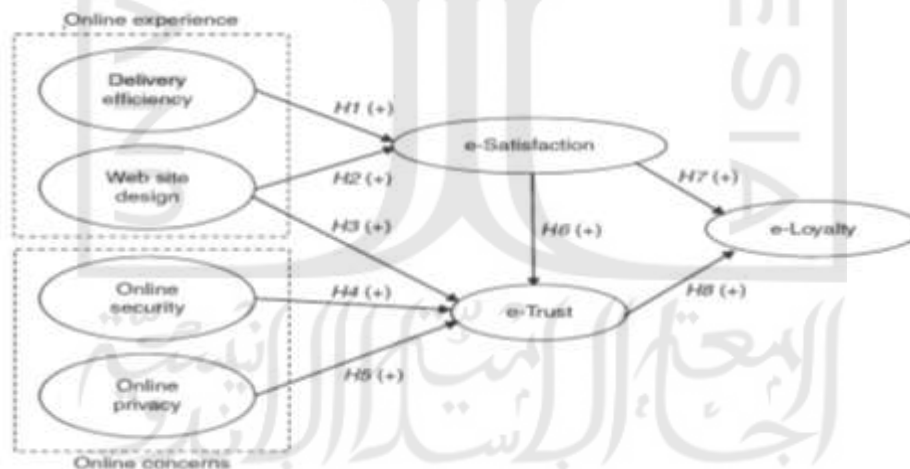 Online experience
Delivery
efficiency
H1 (+)
e-Satisfaction
Web site
design
H2 (+)
H7 (+)
H3 (+)
H6 (+)
e-Loyalty
Online
security
H4 (+)
e-Trust
H8 (+)
Online
privacy
H5 (+)
Online concerns
ESIA